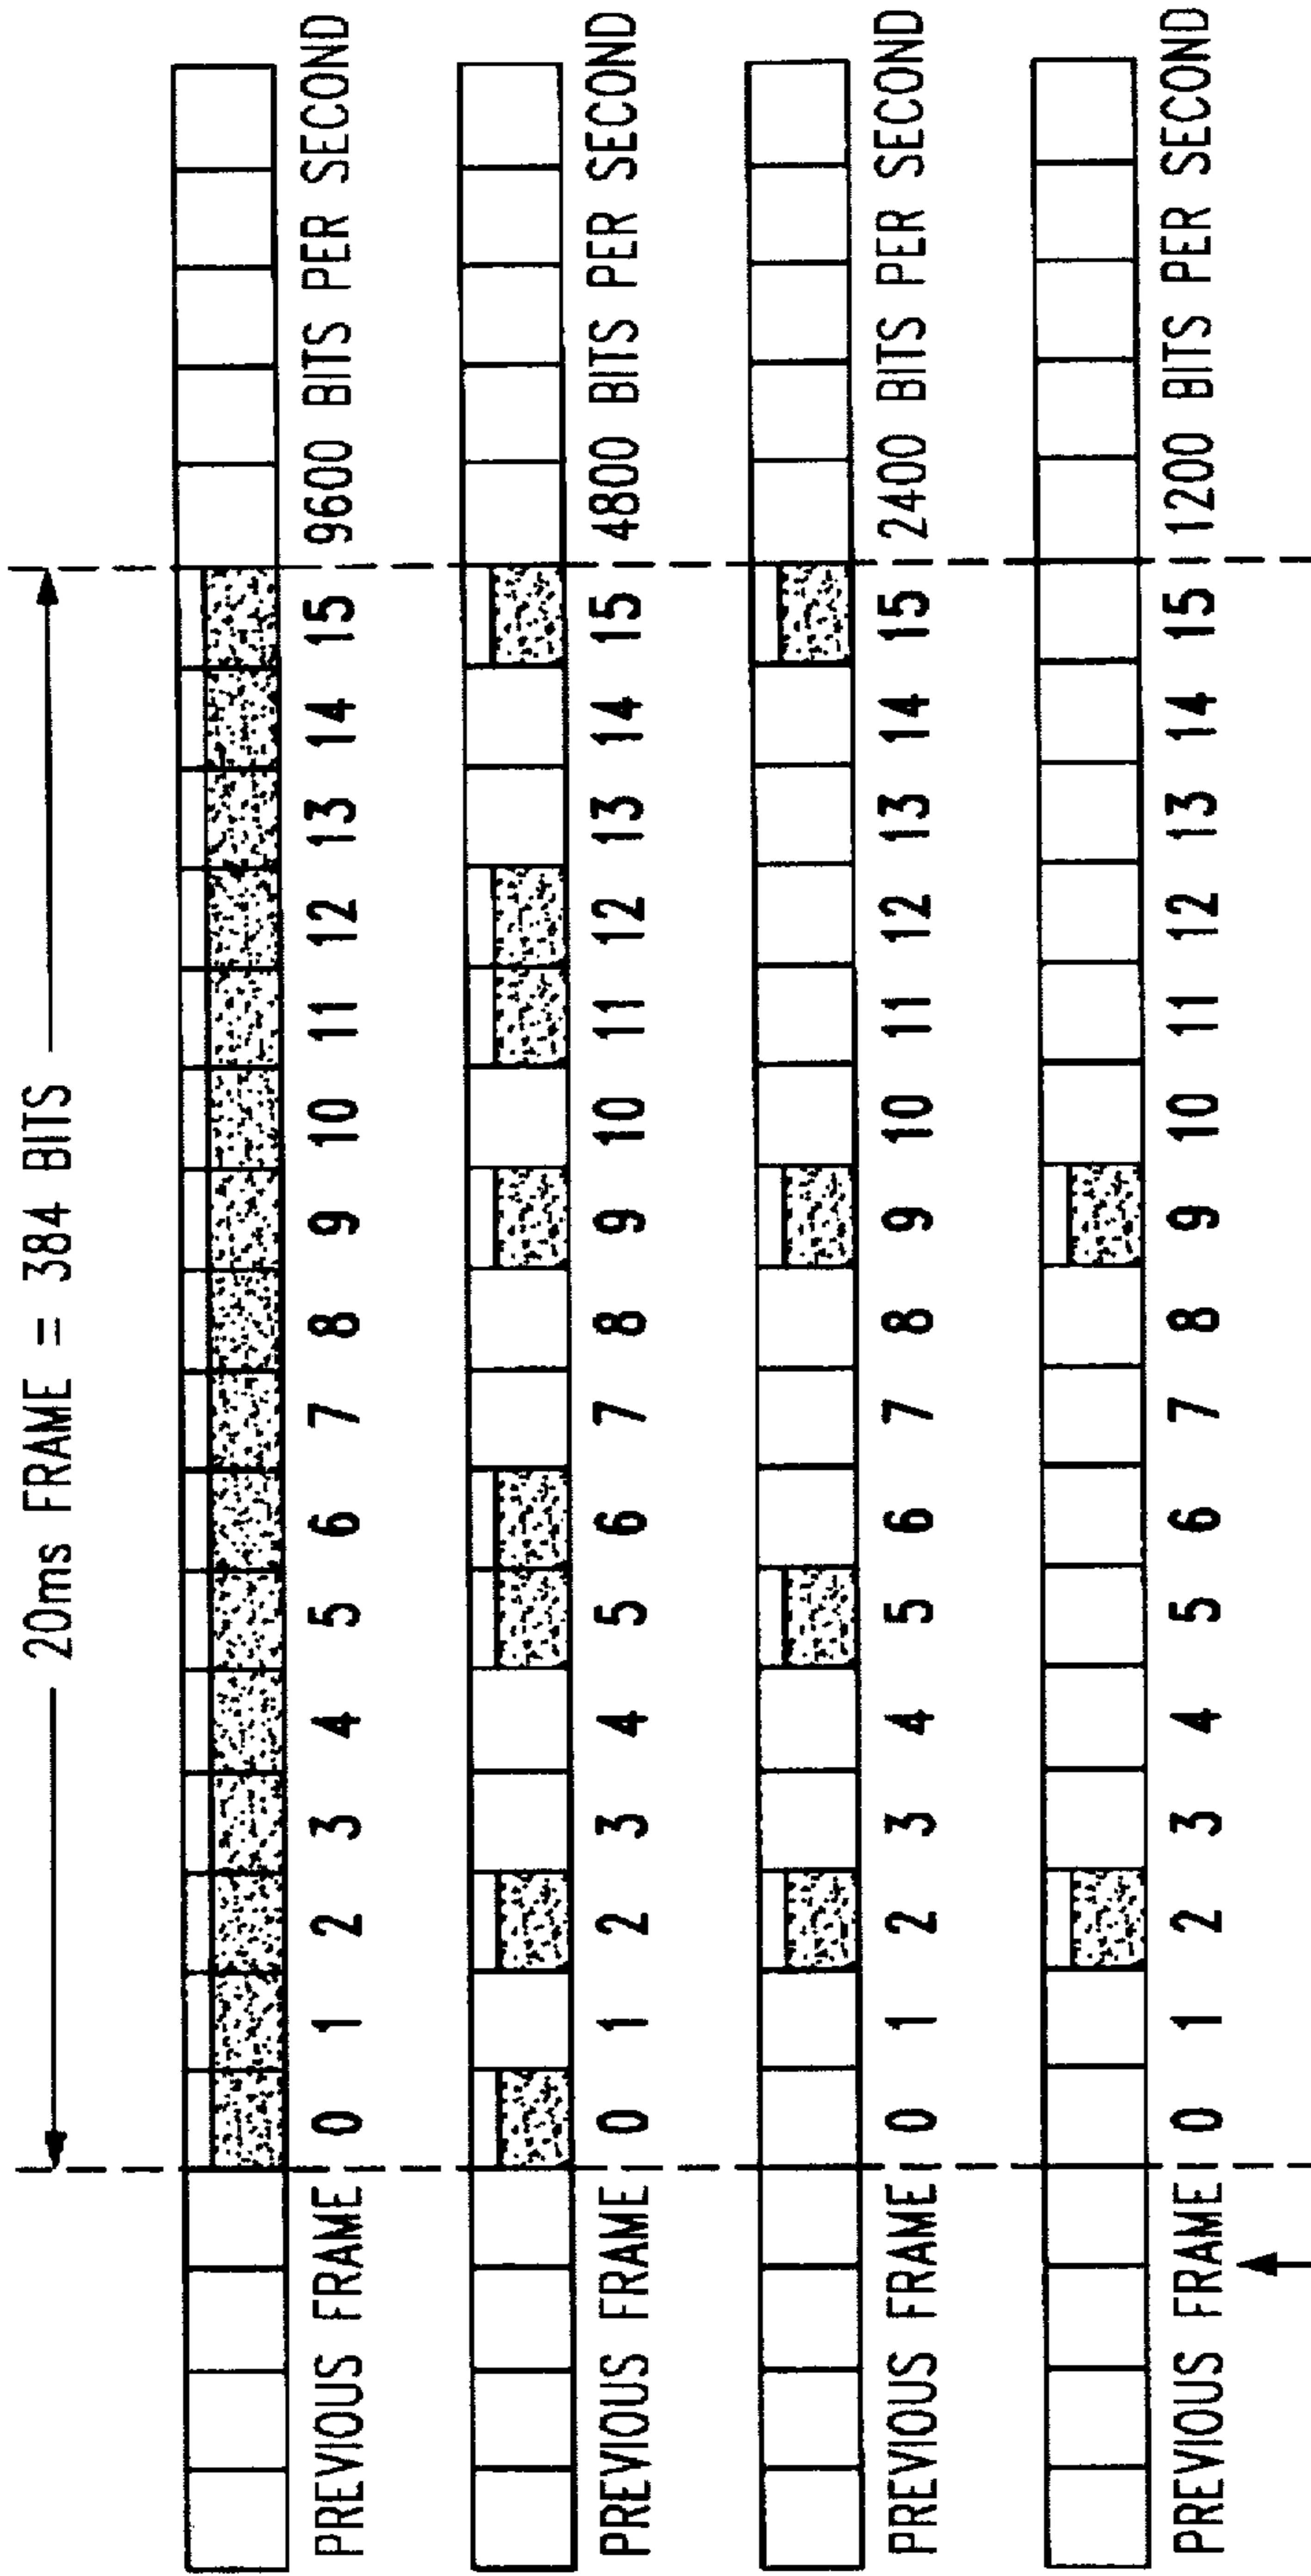 20ms FRAME = 384 BITS
PREVIOUS FRAME 0 1 2 3 4 5 6 7 8 9 10 11 12 13 14 15 9600 BITS PER SECOND
PREVIOUS FRAME 0 1 2 3 4 5 6 7 8 9 10 11 12 13 14 15 4800 BITS PER SECOND
PREVIOUS FRAME 0 1 2 3 4 5 6 7 8 9 10 11 12 13 14 15 2400 BITS PER SECOND
PREVIOUS FRAME 0 1 2 3 4 5 6 7 8 9 10 11 12 13 14 15 1200 BITS PER SECOND